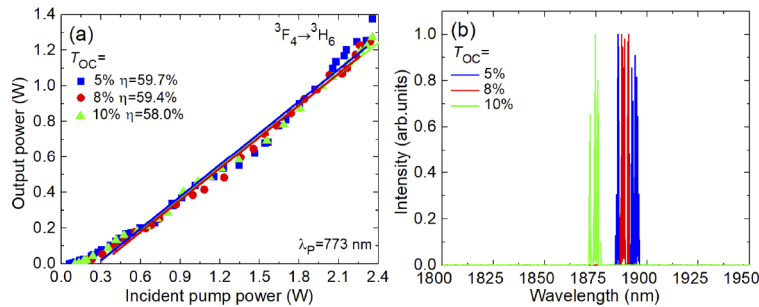 (a)
³F₄→³H₆
T_OC=
5% η=59.7%
8% η=59.4%
10% η=58.0%
λ_P=773 nm
Output power (W)
1.4
1.2
1.0
0.8
0.6
0.4
0.2
0.0
0.0 0.3 0.6 0.9 1.2 1.5 1.8 2.1 2.4
Incident pump power (W)
(b)
T_OC=
5%
8%
10%
Intensity (arb.units)
1.0
0.8
0.6
0.4
0.2
0.0
1800 1825 1850 1875 1900 1925 1950
Wavelength (nm)